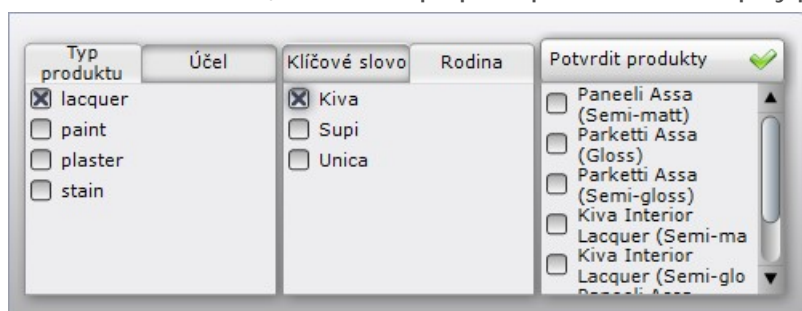 Typ
produktu
Účel
lacquer
paint
plaster
stain
Klíčové slovo
Rodina
Kiva
Supi
Unica
Potvrdit produkty
Paneeli Assa
(Semi-matt)
Parketti Assa
(Gloss)
Parketti Assa
(Semi-gloss)
Kiva Interior
Lacquer (Semi-ma
Kiva Interior
Lacquer (Semi-glo